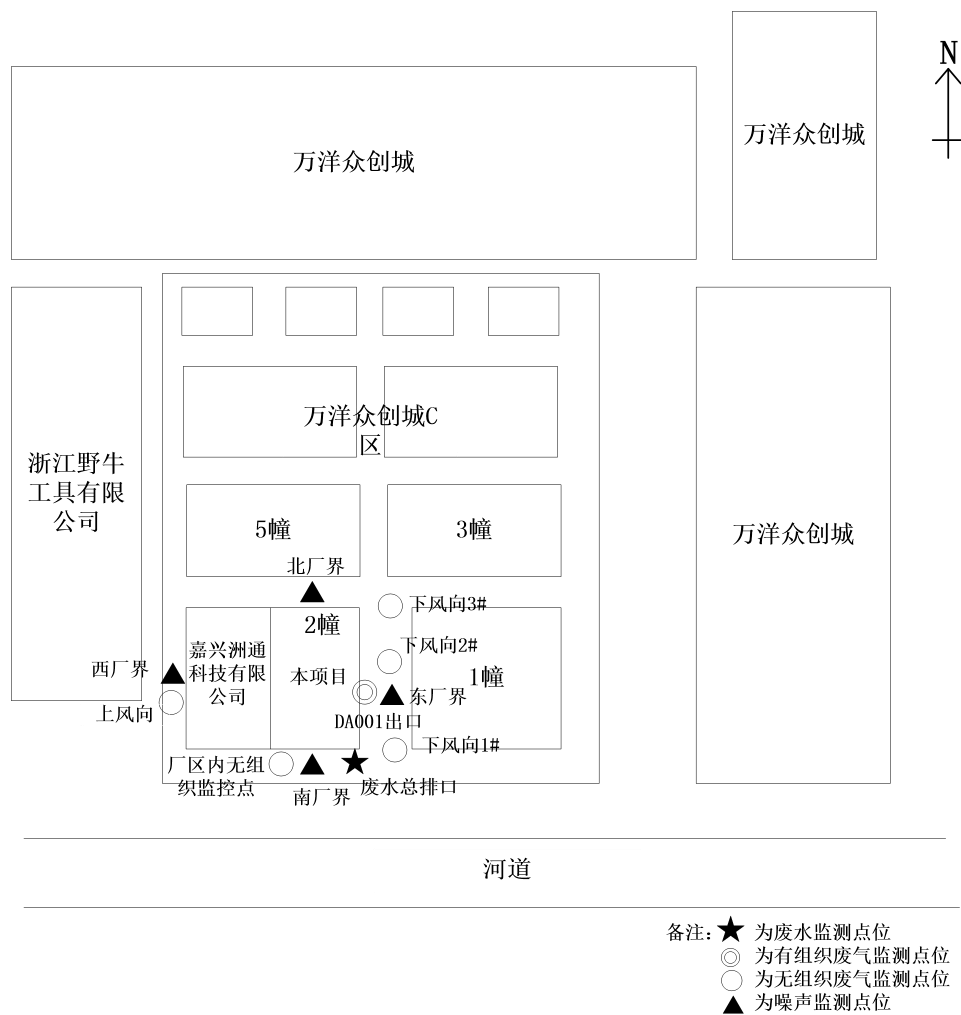 N
万洋众创城
万洋众创城
万洋众创城C
区
浙江野牛
工具有限
公司
5幢
3幢
万洋众创城
北厂界
下风向3#
2幢
下风向2#
嘉兴洲通
科技有限
公司
西厂界
本项目
1幢
东厂界
上风向
DA001出口
下风向1#
厂区内无组
织监控点
南厂界
废水总排口
河道
备注：
为废水监测点位
为有组织废气监测点位
为无组织废气监测点位
为噪声监测点位